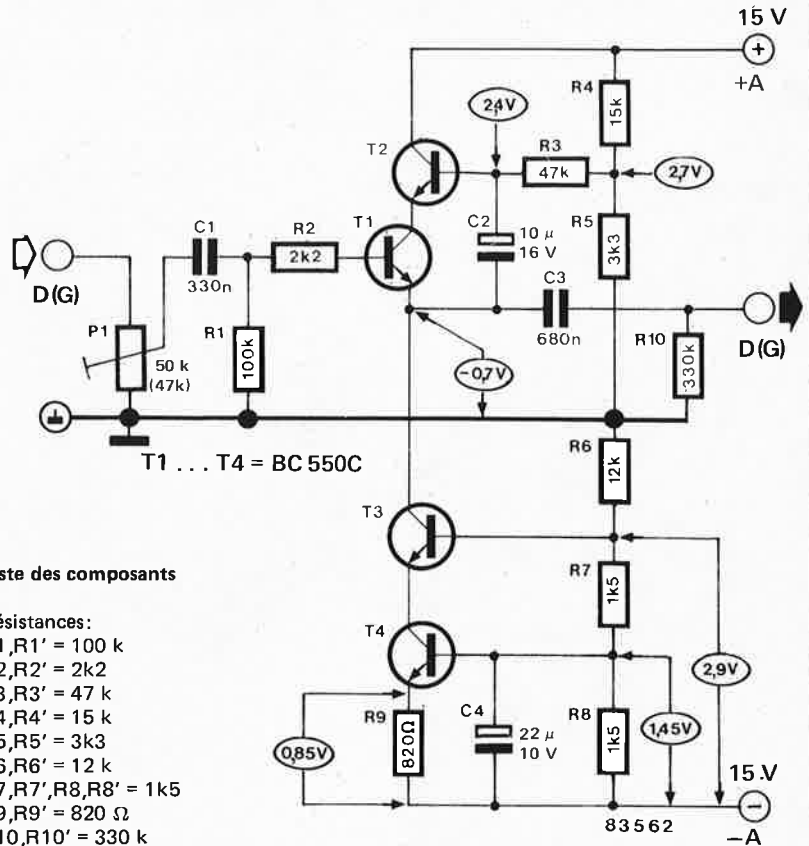 15 V
+
+A
R4
15k
2,4V
T2
R3
47k
2,7V
C1
330n
R2
2k2
T1
C2
10 µ
16 V
R5
3k3
D(G)
C3
680n
D(G)
P1
50 k
(47k)
R1
100k
R10
330k
-0,7V
T1 . . . T4 = BC 550C
R6
12k
T3
R7
1k5
ste des composants
ésistances:
1,R1' = 100 k
2,R2' = 2k2
3,R3' = 47 k
4,R4' = 15 k
5,R5' = 3k3
6,R6' = 12 k
7,R7',R8,R8' = 1k5
9,R9' = 820 Ω
10,R10' = 330 k
T4
2,9V
R9
820Ω
C4
22 µ
10 V
R8
1k5
1,45V
0,85V
15 V
83562
−
−A